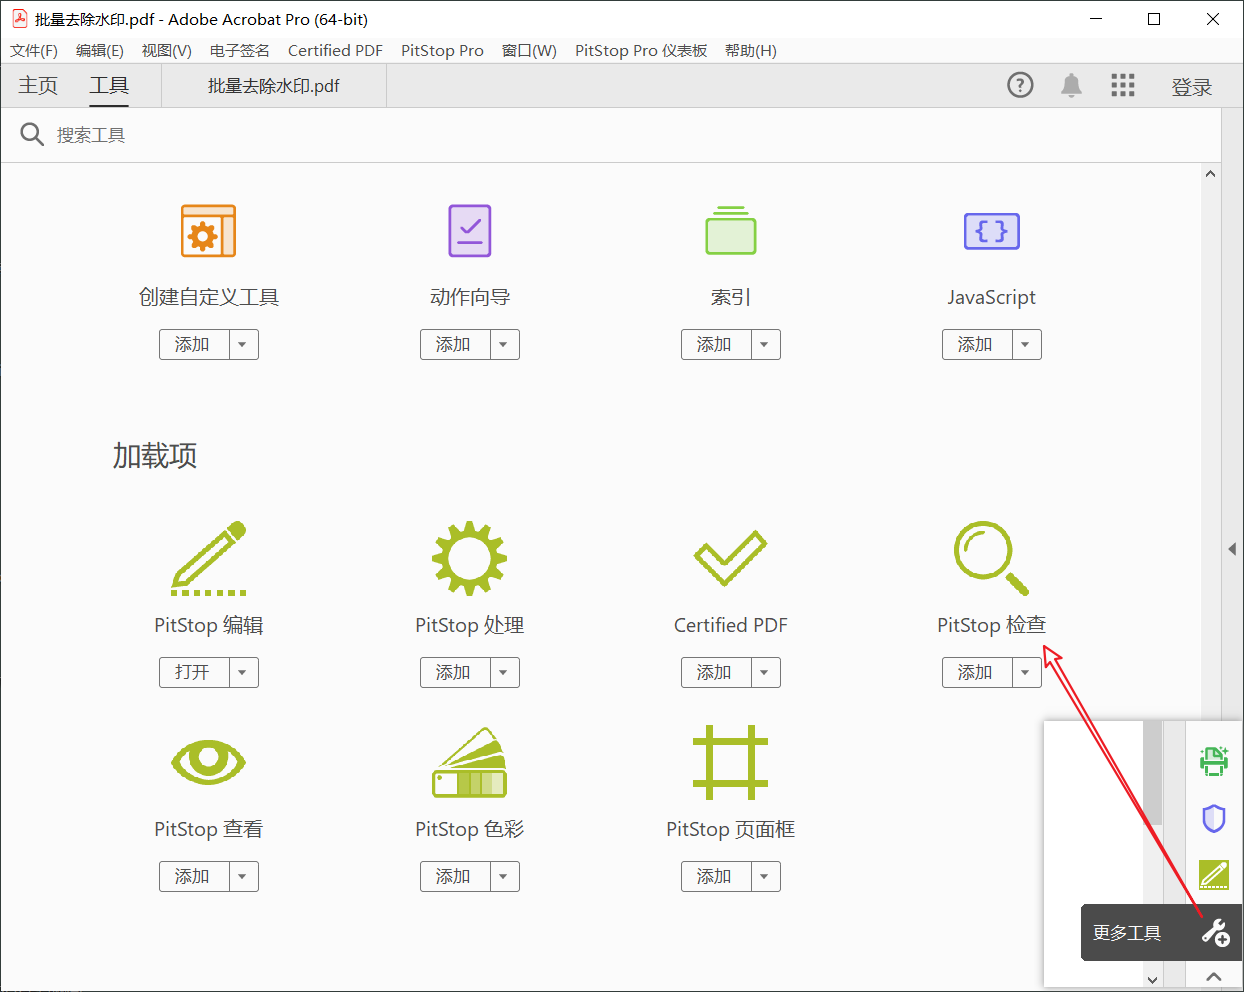 批量去除水印.pdf - Adobe Acrobat Pro (64-bit)
文件(F) 编辑(E) 视图(V) 电子签名 Certified PDF PitStop Pro 窗口(W) PitStop Pro 仪表板 帮助(H)
主页 工具 批量去除水印.pdf 登录
搜索工具
创建自定义工具 动作向导 索引 JavaScript
添加 添加 添加 添加
加载项
PitStop 编辑 PitStop 处理 Certified PDF PitStop 检查
打开 添加 添加 添加
PitStop 查看 PitStop 色彩 PitStop 页面框
添加 添加 添加
更多工具